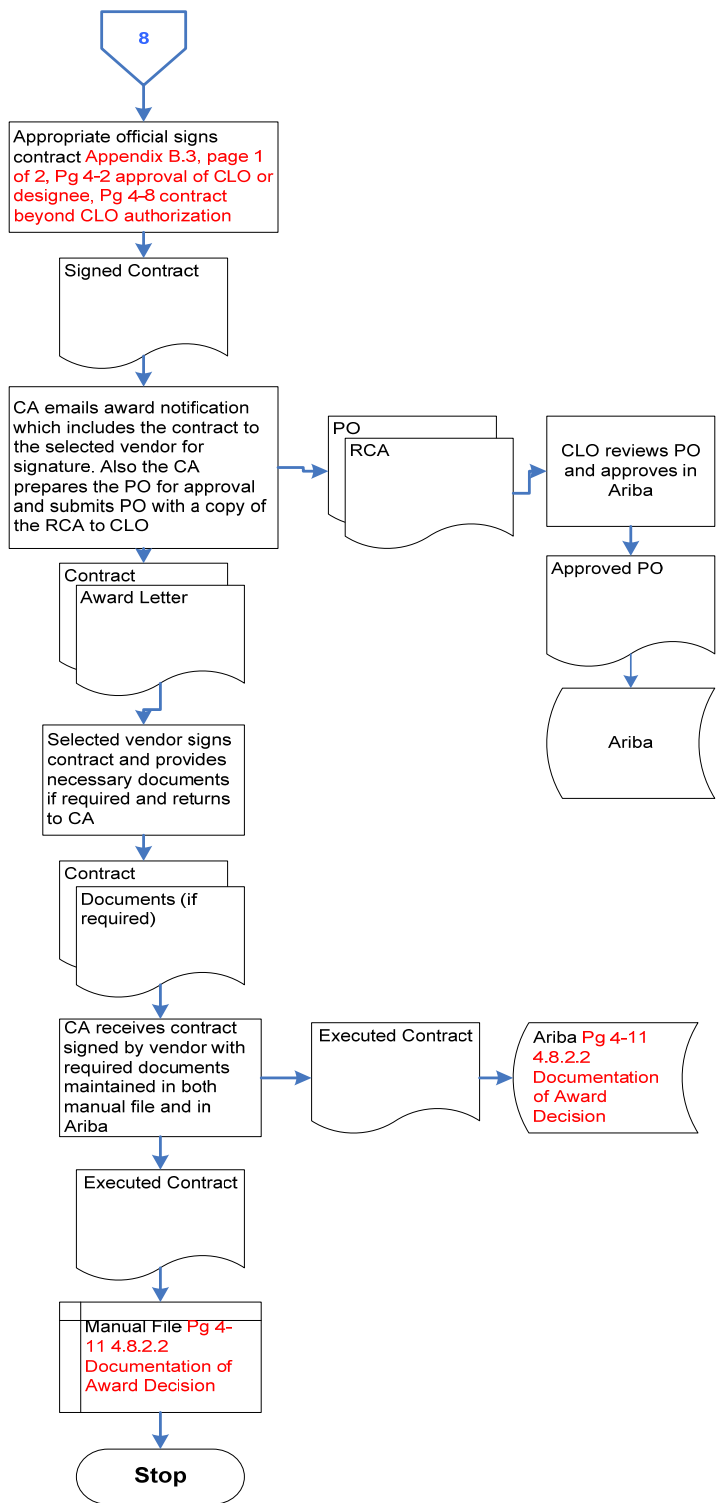 8
Appropriate official signs
contract Appendix B.3, page 1
of 2, Pg 4-2 approval of CLO or
designee, Pg 4-8 contract
beyond CLO authorization
Signed Contract
CA emails award notification
which includes the contract to
the selected vendor for
signature. Also the CA
prepares the PO for approval
and submits PO with a copy of
the RCA to CLO
PO
RCA
CLO reviews PO
and approves in
Ariba
Approved PO
Ariba
Contract
Award Letter
Selected vendor signs
contract and provides
necessary documents
if required and returns
to CA
Contract
Documents (if
required)
CA receives contract
signed by vendor with
required documents
maintained in both
manual file and in
Ariba
Executed Contract
Ariba Pg 4-11
4.8.2.2
Documentation
of Award
Decision
Executed Contract
Manual File Pg 4-
11 4.8.2.2
Documentation of
Award Decision
Stop